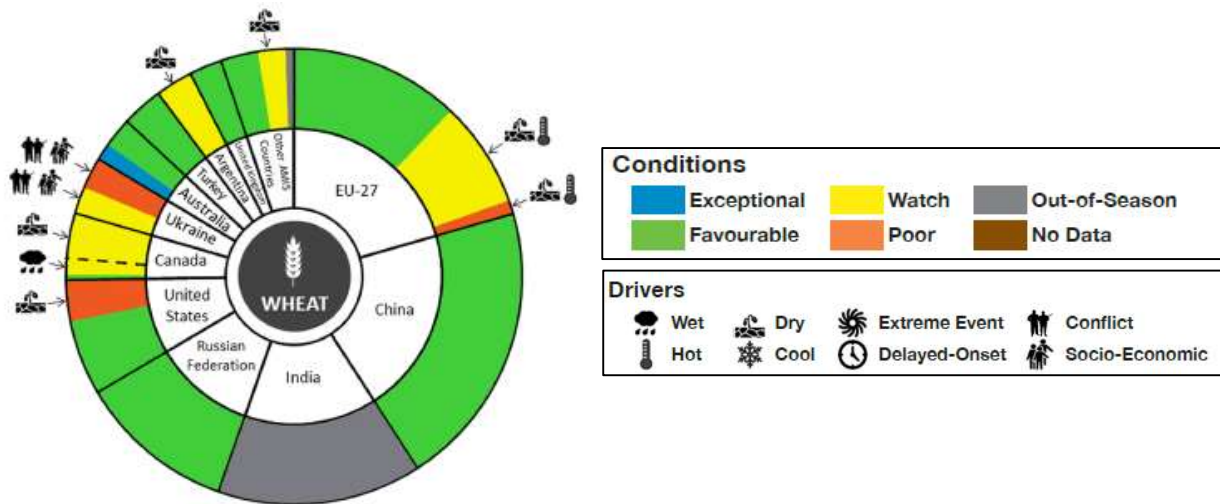 Other AMIS
Countries
United Kingdom
Argentina
Turkey
Australia
Ukraine
Canada
United
States
Russian
Federation
India
China
EU-27
WHEAT
Conditions
Exceptional Watch Out-of-Season
Favourable Poor No Data
Drivers
Wet Dry Extreme Event Conflict
Hot Cool Delayed-Onset Socio-Economic